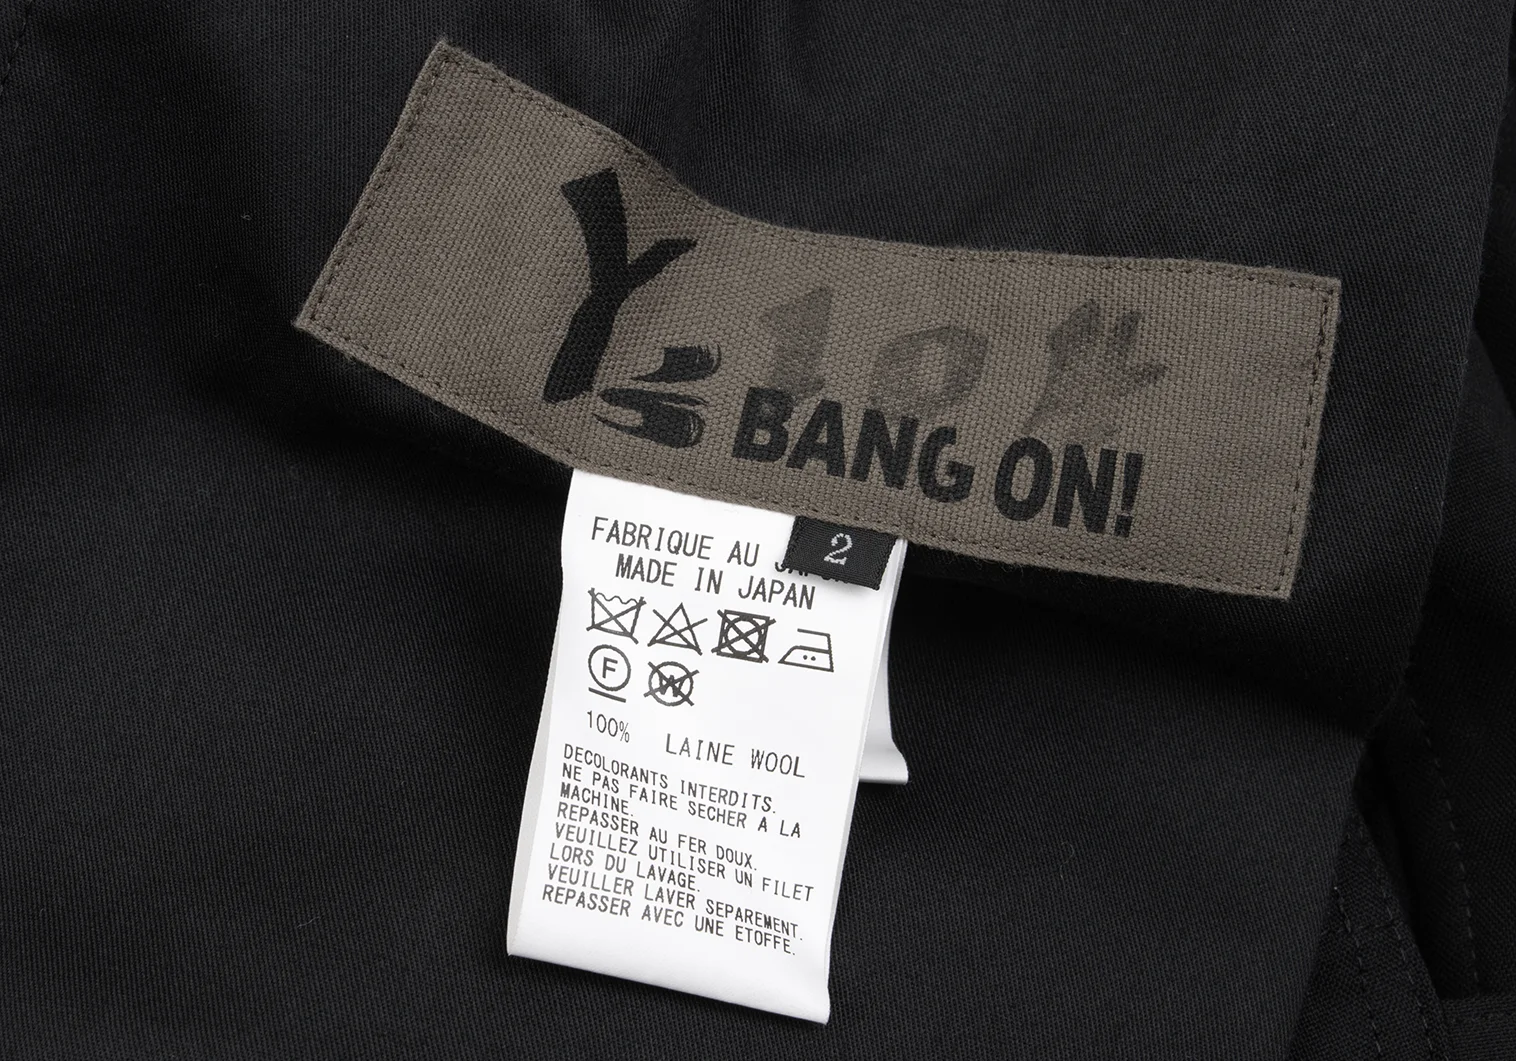 Y's
BANG ON!
2
FABRIQUE AU
MADE IN JAPAN
F
W
100% LAINE WOOL
DECOLORANTS INTERDITS.
NE PAS FAIRE SECHER A LA
MACHINE.
REPASSER AU FER DOUX.
VEUILLEZ UTILISER UN FILET
LORS DU LAVAGE.
VEUILLER LAVER SEPAREMENT.
REPASSER AVEC UNE ETOFFE.